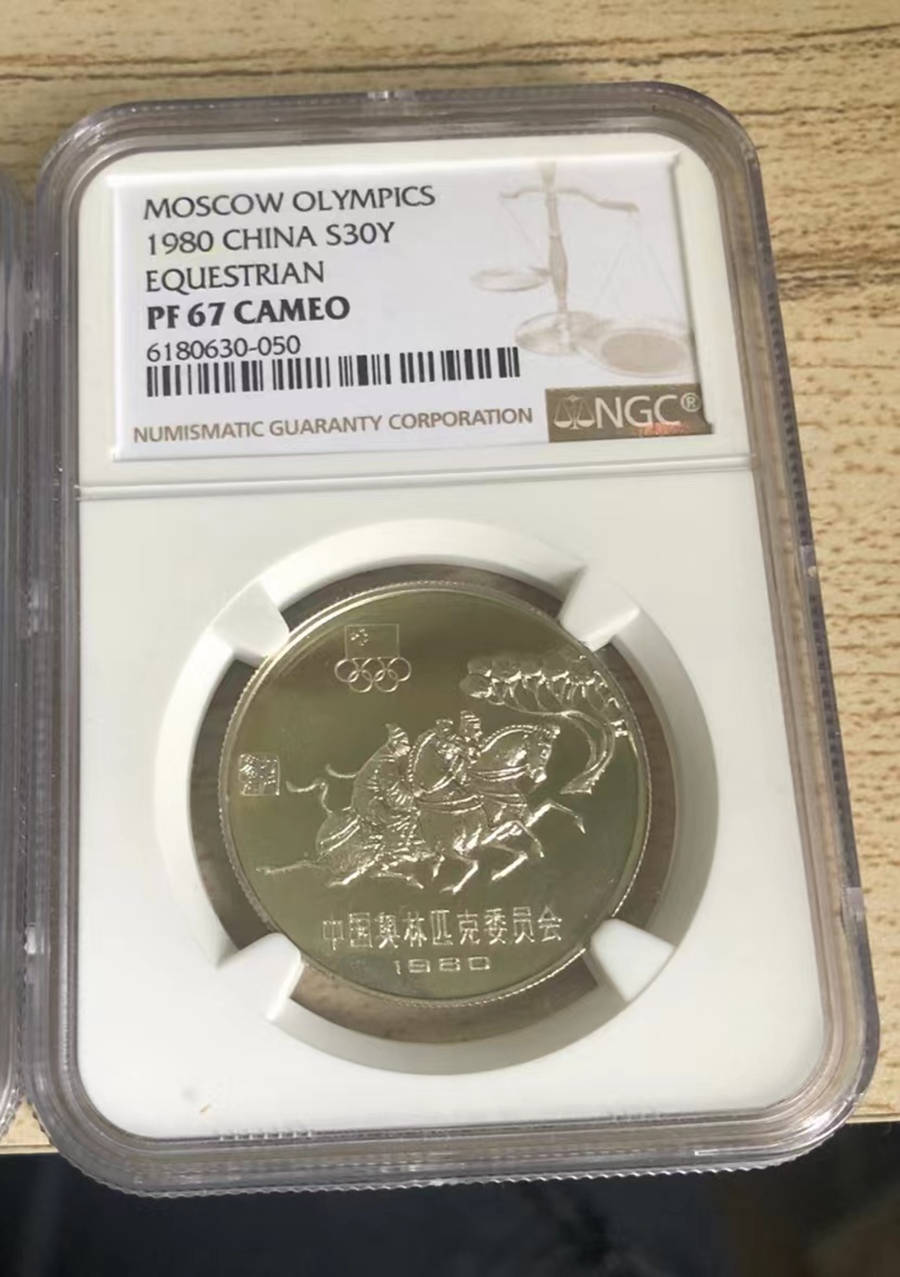 MOSCOW OLYMPICS
1980 CHINA S30Y
EQUESTRIAN
PF 67 CAMEO
6180630-050
NUMISMATIC GUARANTY CORPORATION
NGC®
中国奥林匹克委员会
1980